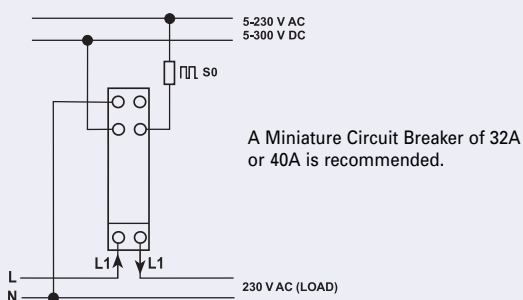 5-230 V AC
5-300 V DC
S0
A Miniature Circuit Breaker of 32A
or 40A is recommended.
L1 L1
L
230 V AC (LOAD)
N